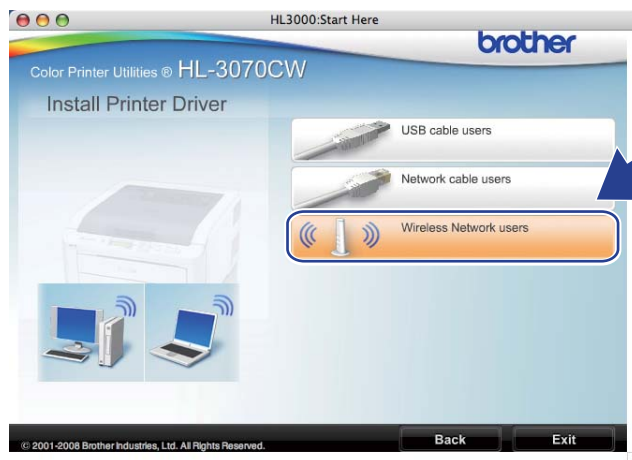 HL3000:Start Here
brother
Color Printer Utilities ® HL-3070CW
Install Printer Driver
USB cable users
Network cable users
Wireless Network users
Back
Exit
© 2001-2008 Brother Industries, Ltd. All Rights Reserved.